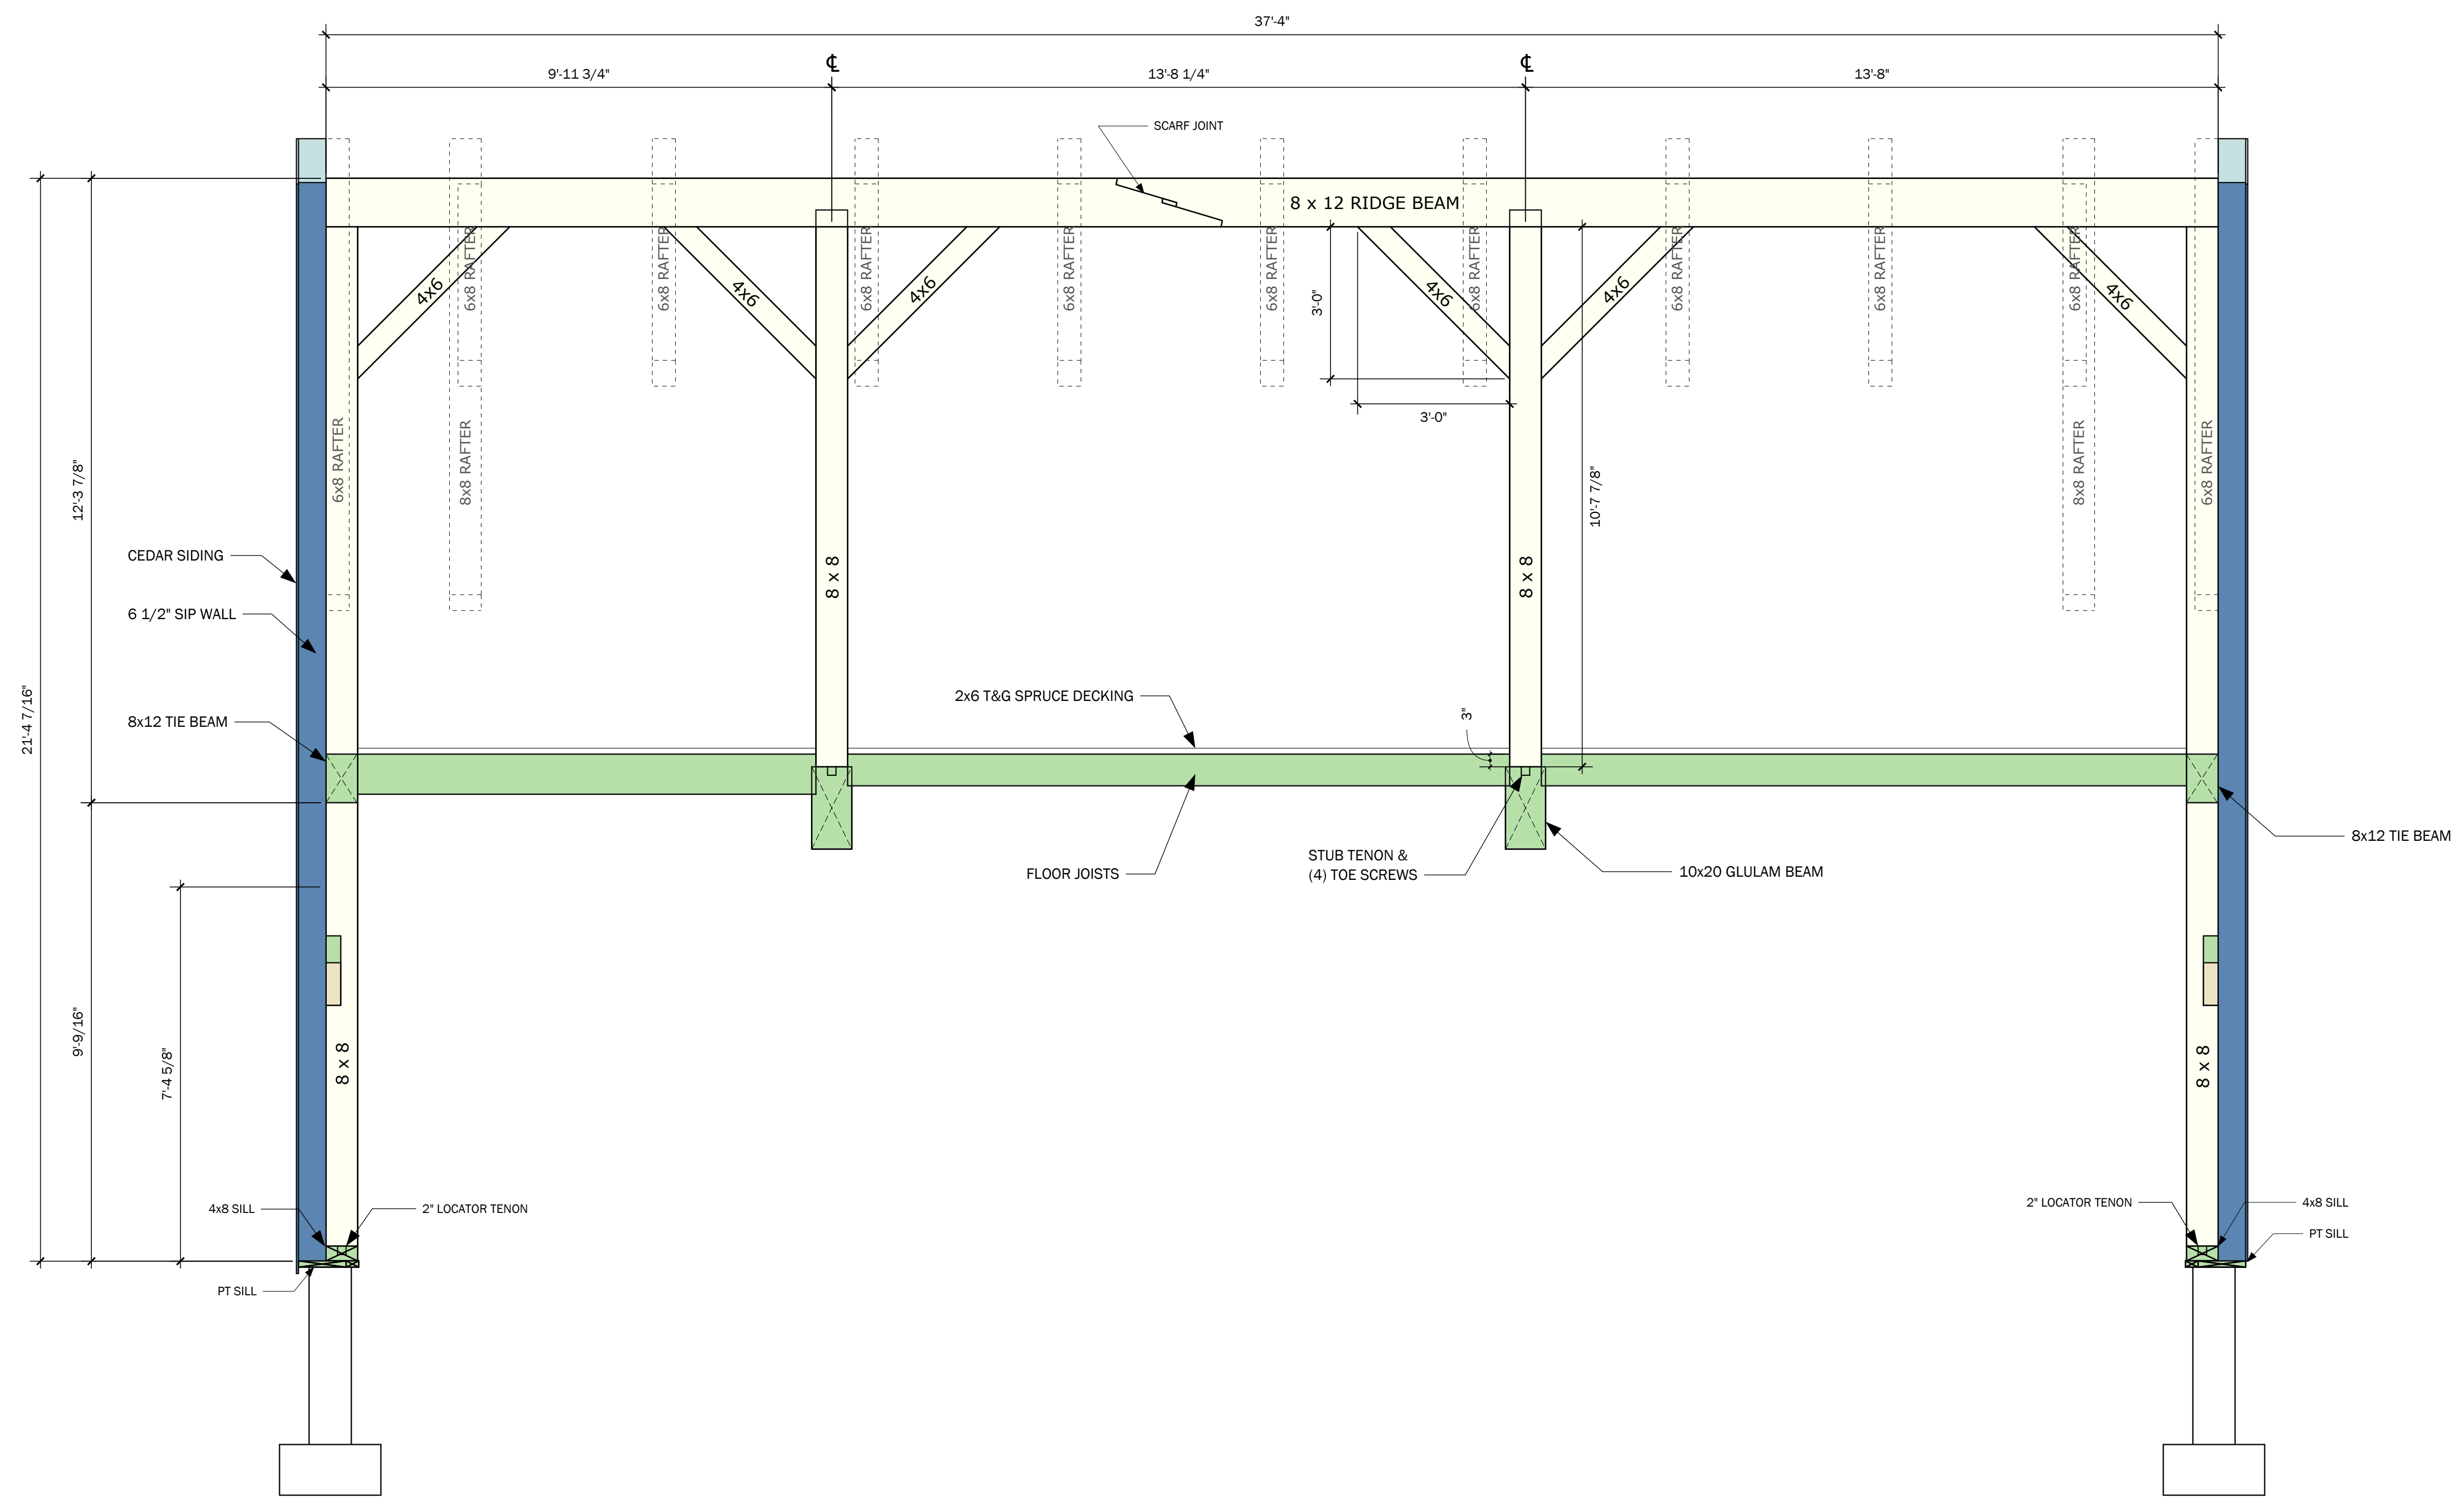 37'-4"
9'-11 3/4"
℄
13'-8 1/4"
℄
13'-8"
SCARF JOINT
8 x 12 RIDGE BEAM
4x6
4x6
4x6
4x6
4x6
4x6
6x8 RAFTER
6x8 RAFTER
6x8 RAFTER
6x8 RAFTER
6x8 RAFTER
6x8 RAFTER
6x8 RAFTER
6x8 RAFTER
6x8 RAFTER
3'-0"
3'-0"
6x8 RAFTER
8x8 RAFTER
8x8 RAFTER
6x8 RAFTER
12'-3 7/8"
10'-7 7/8"
CEDAR SIDING
8 x 8
8 x 8
6 1/2" SIP WALL
21'-4 7/16"
8x12 TIE BEAM
2x6 T&G SPRUCE DECKING
3"
8x12 TIE BEAM
FLOOR JOISTS
STUB TENON &
(4) TOE SCREWS
10x20 GLULAM BEAM
9'-9/16"
7'-4 5/8"
8 x 8
8 x 8
4x8 SILL
2" LOCATOR TENON
2" LOCATOR TENON
4x8 SILL
PT SILL
PT SILL